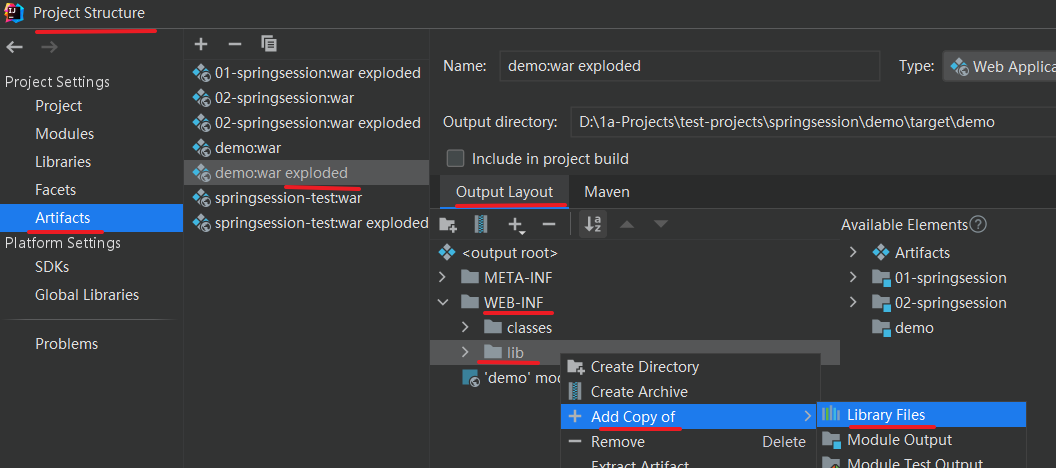 Project Structure
Project Settings
Project
Modules
Libraries
Facets
Artifacts
Platform Settings
SDKs
Global Libraries
Problems
01-springsession:war exploded
02-springsession:war
02-springsession:war exploded
demo:war
demo:war exploded
springsession-test:war
springsession-test:war exploded
Name: demo:war exploded
Type: Web Applica
Output directory: D:\1a-Projects\test-projects\springsession\demo\target\demo
Include in project build
Output Layout Maven
<output root>
META-INF
WEB-INF
classes
lib
'demo' mod
Available Elements
Artifacts
01-springsession
02-springsession
demo
Create Directory
Create Archive
Add Copy of
Remove Delete
Extract Artifact
Library Files
Module Output
Module Test Output